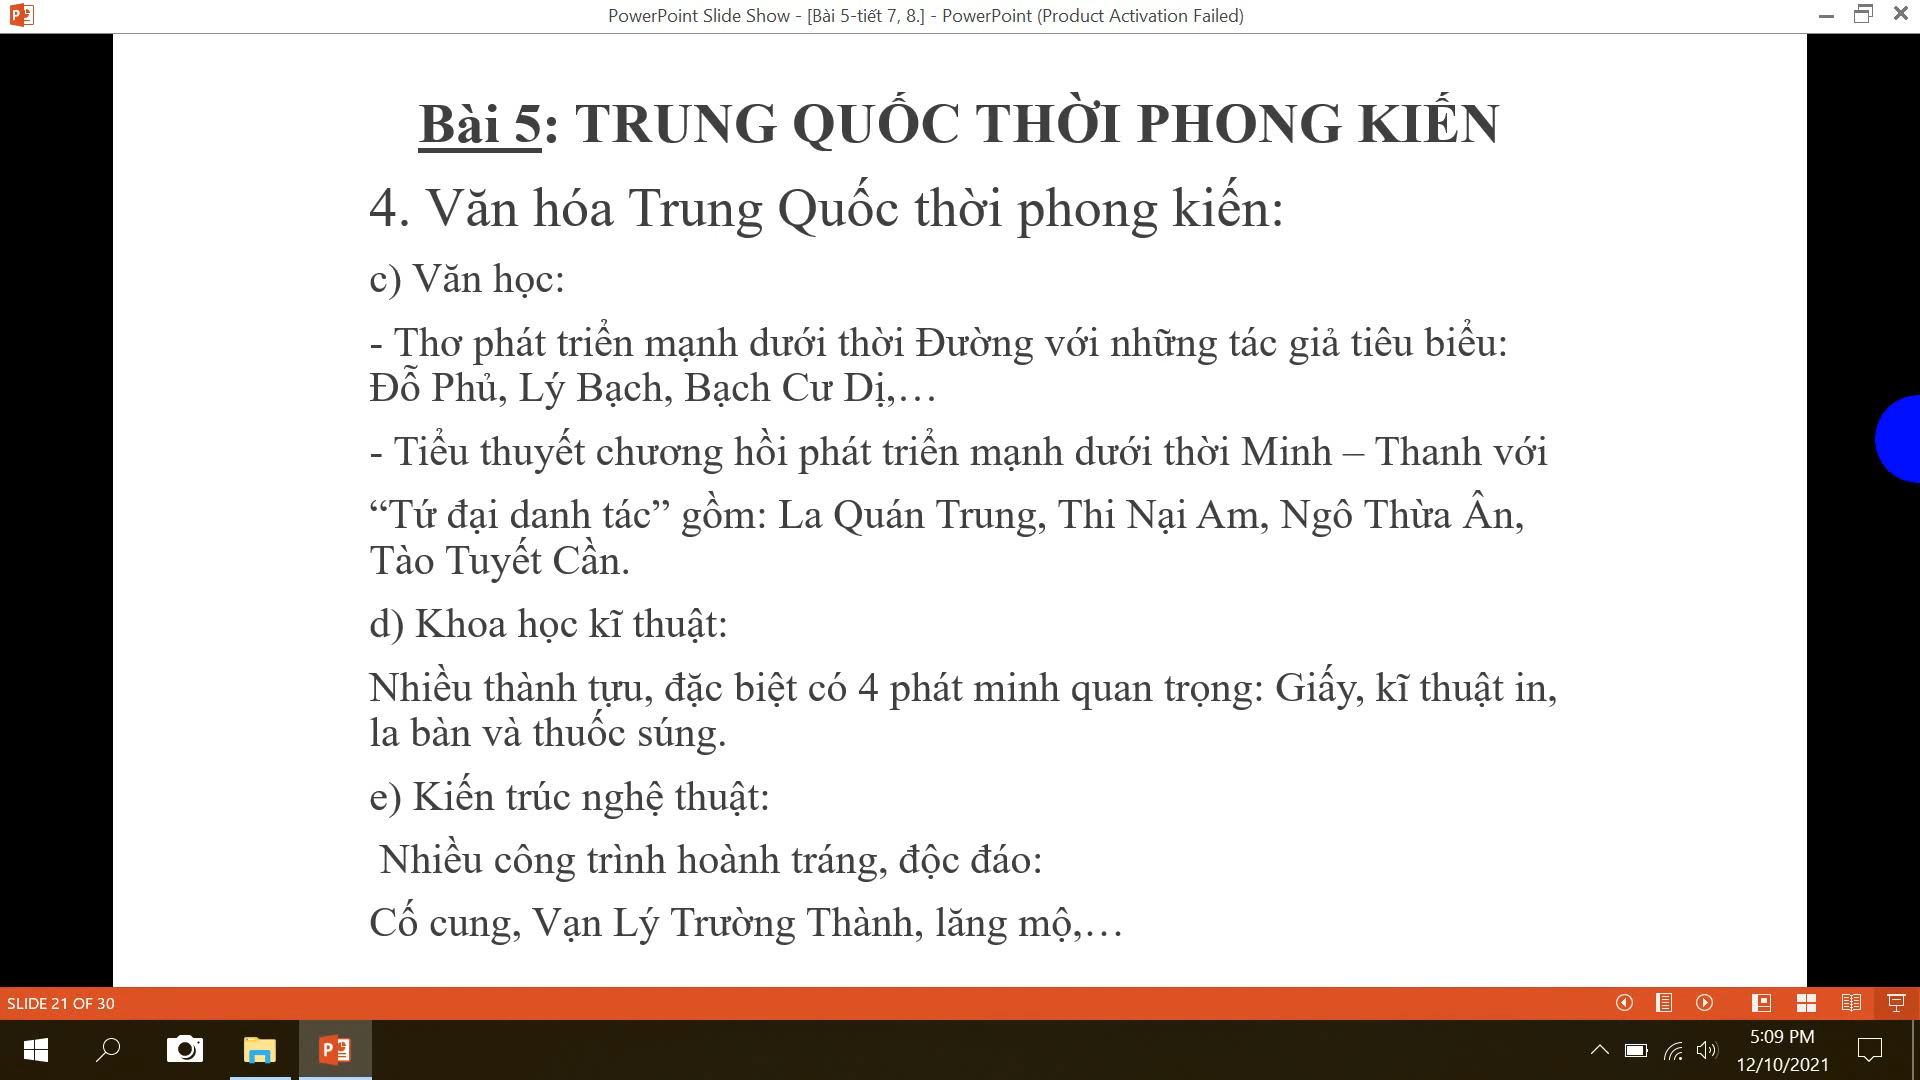 PowerPoint Slide Show - [Bài 5-tiết 7, 8.] - PowerPoint (Product Activation Failed)
Bài 5: TRUNG QUỐC THỜI PHONG KIẾN
4. Văn hóa Trung Quốc thời phong kiến:
c) Văn học:
- Thơ phát triển mạnh dưới thời Đường với những tác giả tiêu biểu:
Đỗ Phủ, Lý Bạch, Bạch Cư Dị,…
- Tiểu thuyết chương hồi phát triển mạnh dưới thời Minh – Thanh với
“Tứ đại danh tác” gồm: La Quán Trung, Thi Nại Am, Ngô Thừa Ân,
Tào Tuyết Cần.
d) Khoa học kĩ thuật:
Nhiều thành tựu, đặc biệt có 4 phát minh quan trọng: Giấy, kĩ thuật in,
la bàn và thuốc súng.
e) Kiến trúc nghệ thuật:
Nhiều công trình hoành tráng, độc đáo:
Cố cung, Vạn Lý Trường Thành, lăng mộ,…
SLIDE 21 OF 30
5:09 PM
12/10/2021